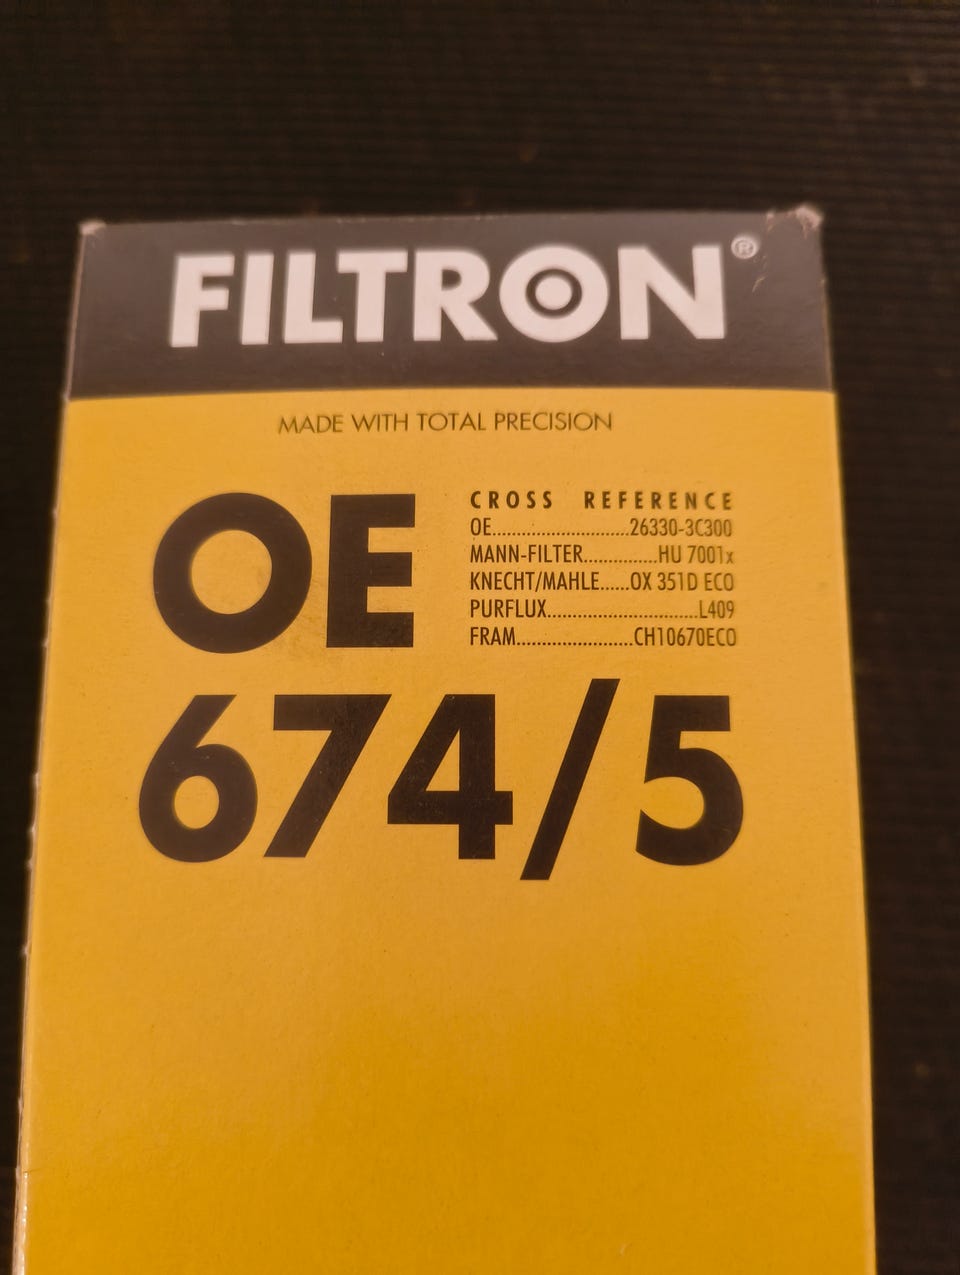 FILTRON®
MADE WITH TOTAL PRECISION
OE
674/5
CROSS REFERENCE
OE.........................26330-3C300
MANN-FILTER.............HU 7001x
KNECHT/MAHLE......OX 351D ECO
PURFLUX............................L409
FRAM......................CH10670ECO